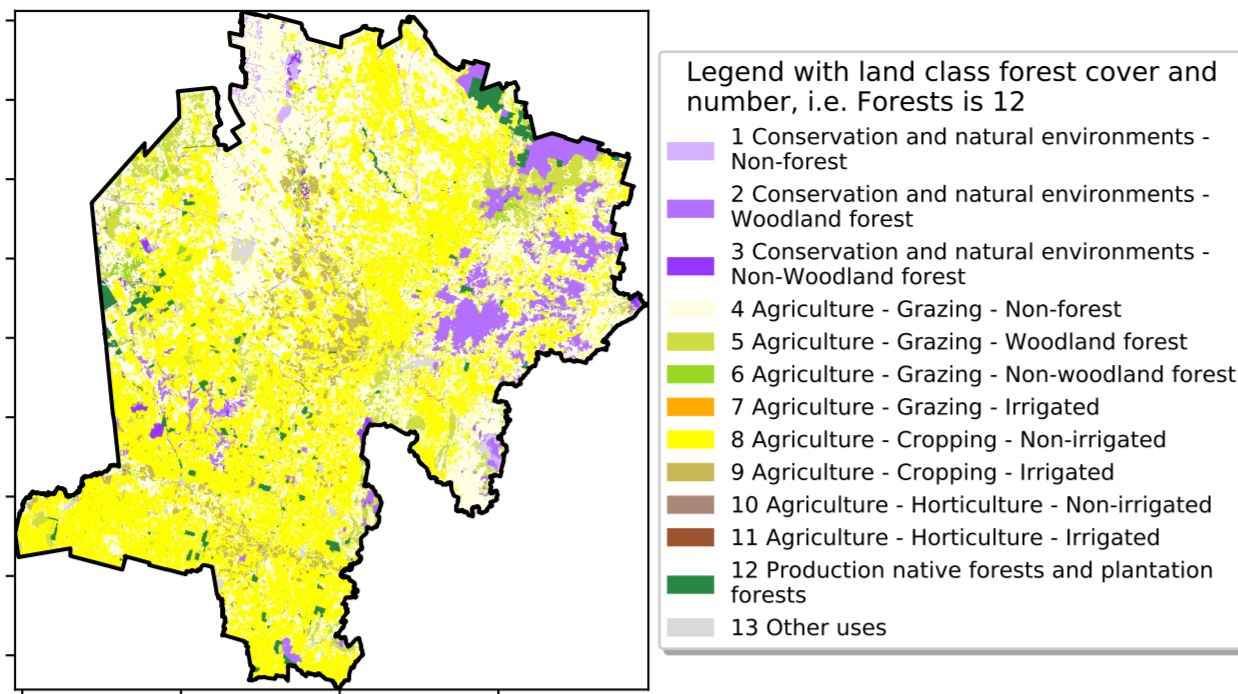 Legend with land class forest cover and
number, i.e. Forests is 12
1 Conservation and natural environments -
Non-forest
2 Conservation and natural environments -
Woodland forest
3 Conservation and natural environments -
Non-Woodland forest
4 Agriculture - Grazing - Non-forest
5 Agriculture - Grazing - Woodland forest
6 Agriculture - Grazing - Non-woodland forest
7 Agriculture - Grazing - Irrigated
8 Agriculture - Cropping - Non-irrigated
9 Agriculture - Cropping - Irrigated
10 Agriculture - Horticulture - Non-irrigated
11 Agriculture - Horticulture - Irrigated
12 Production native forests and plantation
forests
13 Other uses